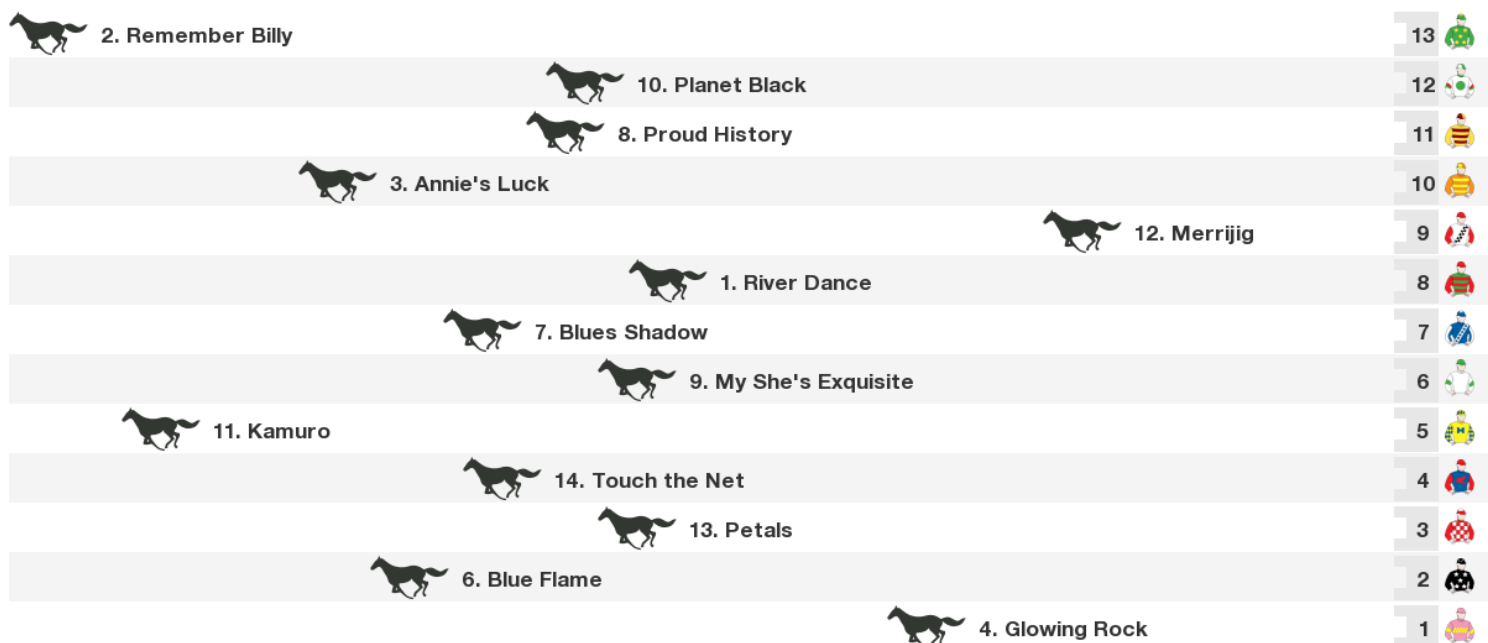 2. Remember Billy 13
10. Planet Black 12
8. Proud History 11
3. Annie's Luck 10
12. Merrijig 9
1. River Dance 8
7. Blues Shadow 7
9. My She's Exquisite 6
11. Kamuro 5
14. Touch the Net 4
13. Petals 3
6. Blue Flame 2
4. Glowing Rock 1